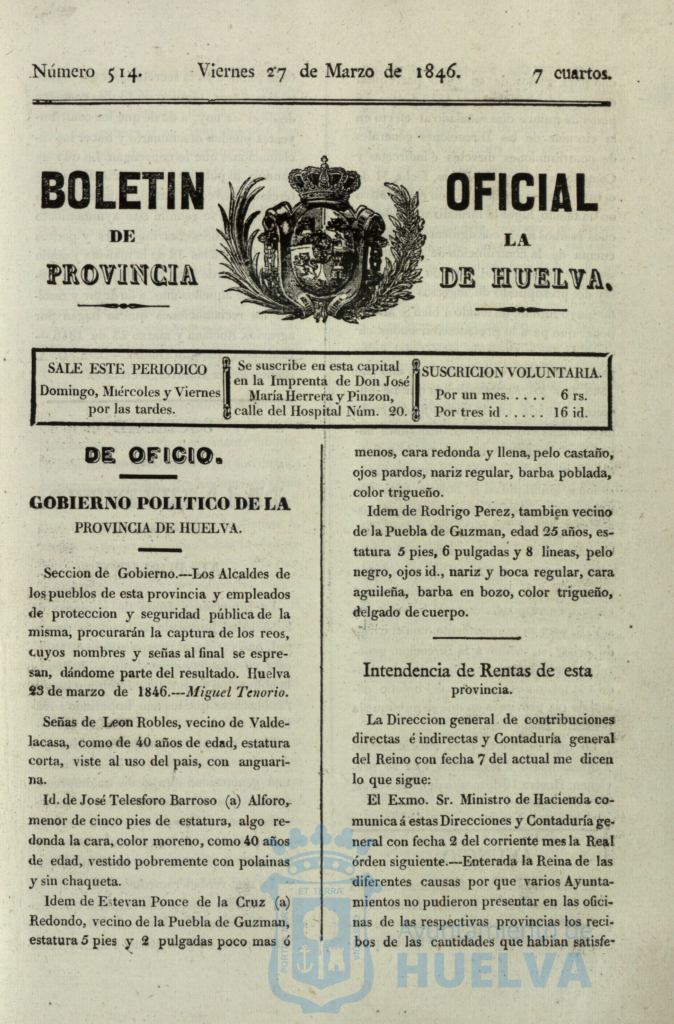 Número 514. Viernes 27 de Marzo de 1846. 7 cuartos.
BOLETIN OFICIAL
DE LA
PROVINCIA DE HUELVA.
SALE ESTE PERIODICO
Domingo, Miércoles y Viernes
por las tardes.
Se suscribe en esta capital
en la Imprenta de Don José
María Herrera y Pinzon,
calle del Hospital Núm. 20.
SUSCRICION VOLUNTARIA.
Por un mes. . . . . 6 rs.
Por tres id . . . . . 16 id.
DE OFICIO.
GOBIERNO POLITICO DE LA
PROVINCIA DE HUELVA.
Seccion de Gobierno.—Los Alcaldes de
los pueblos de esta provincia y empleados
de proteccion y seguridad pública de la
misma, procurarán la captura de los reos,
cuyos nombres y señas al final se espre-
san, dándome parte del resultado. Huelva
23 de marzo de 1846.—Miguel Tenorio.
Señas de Leon Robles, vecino de Valde-
lacasa, como de 40 años de edad, estatura
corta, viste al uso del pais, con anguari-
na.
Id. de José Telesforo Barroso (a) Alforo,
menor de cinco pies de estatura, algo re-
donda la cara, color moreno, como 40 años
de edad, vestido pobremente con polainas
y sin chaqueta.
Idem de Estevan Ponce de la Cruz (a)
Redondo, vecino de la Puebla de Guzman,
estatura 5 pies y 2 pulgadas poco mas ó
menos, cara redonda y llena, pelo castaño,
ojos pardos, nariz regular, barba poblada,
color trigueño.
Idem de Rodrigo Perez, tambien vecino
de la Puebla de Guzman, edad 25 años, es-
tatura 5 pies, 6 pulgadas y 8 lineas, pelo
negro, ojos id., nariz y boca regular, cara
aguileña, barba en bozo, color trigueño,
delgado de cuerpo.
Intendencia de Rentas de esta
provincia.
La Direccion general de contribuciones
directas é indirectas y Contaduría general
del Reino con fecha 7 del actual me dicen
lo que sigue:
El Exmo. Sr. Ministro de Hacienda co-
munica á estas Direcciones y Contaduría ge-
neral con fecha 2 del corriente mes la Real
órden siguiente.—Enterada la Reina de las
diferentes causas por que varios Ayunta-
mientos no pudieron presentar en las ofici-
nas de las respectivas provincias los reci-
bos de las cantidades que habian satisfe-
ET TERRA
HUELVA